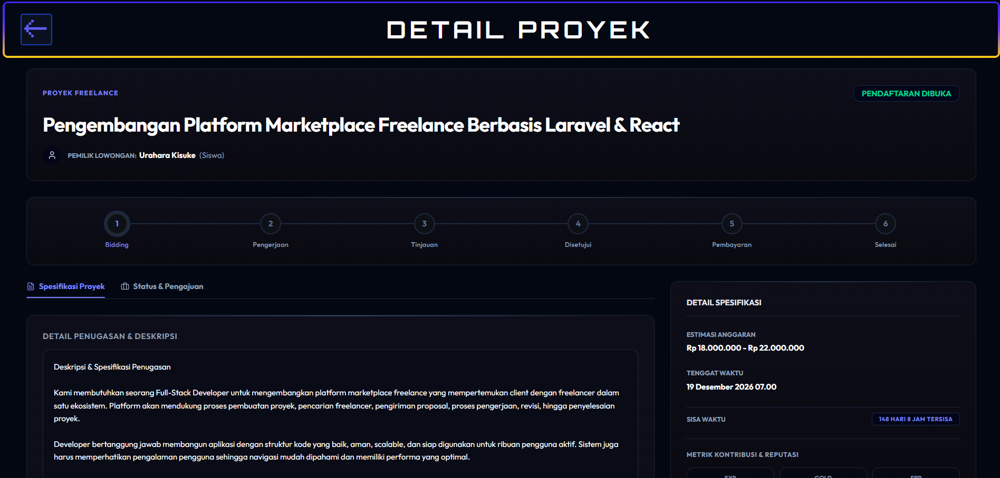 DETAIL PROYEK
PROYEK FREELANCE
PENDAFTARAN DIBUKA
Pengembangan Platform Marketplace Freelance Berbasis Laravel & React
PEMILIK LOWONGAN: Urahara Kisuke (Siswa)
1
2
3
4
5
6
Bidding
Pengerjaan
Tinjauan
Disetujui
Pembayaran
Selesai
Spesifikasi Proyek
Status & Pengajuan
DETAIL PENUGASAN & DESKRIPSI
Deskripsi & Spesifikasi Penugasan
Kami membutuhkan seorang Full-Stack Developer untuk mengembangkan platform marketplace freelance yang mempertemukan client dengan freelancer dalam
satu ekosistem. Platform akan mendukung proses pembuatan proyek, pencarian freelancer, pengiriman proposal, proses pengerjaan, revisi, hingga penyelesaian
proyek.
Developer bertanggung jawab membangun aplikasi dengan struktur kode yang baik, aman, scalable, dan siap digunakan untuk ribuan pengguna aktif. Sistem juga
harus memperhatikan pengalaman pengguna sehingga navigasi mudah dipahami dan memiliki performa yang optimal.
DETAIL SPESIFIKASI
ESTIMASI ANGGARAN
Rp 18.000.000 - Rp 22.000.000
TENGGAT WAKTU
19 Desember 2026 07.00
SISA WAKTU
148 HARI 8 JAM TERSISA
METRIK KONTRIBUSI & REPUTASI
EXP
GOLD